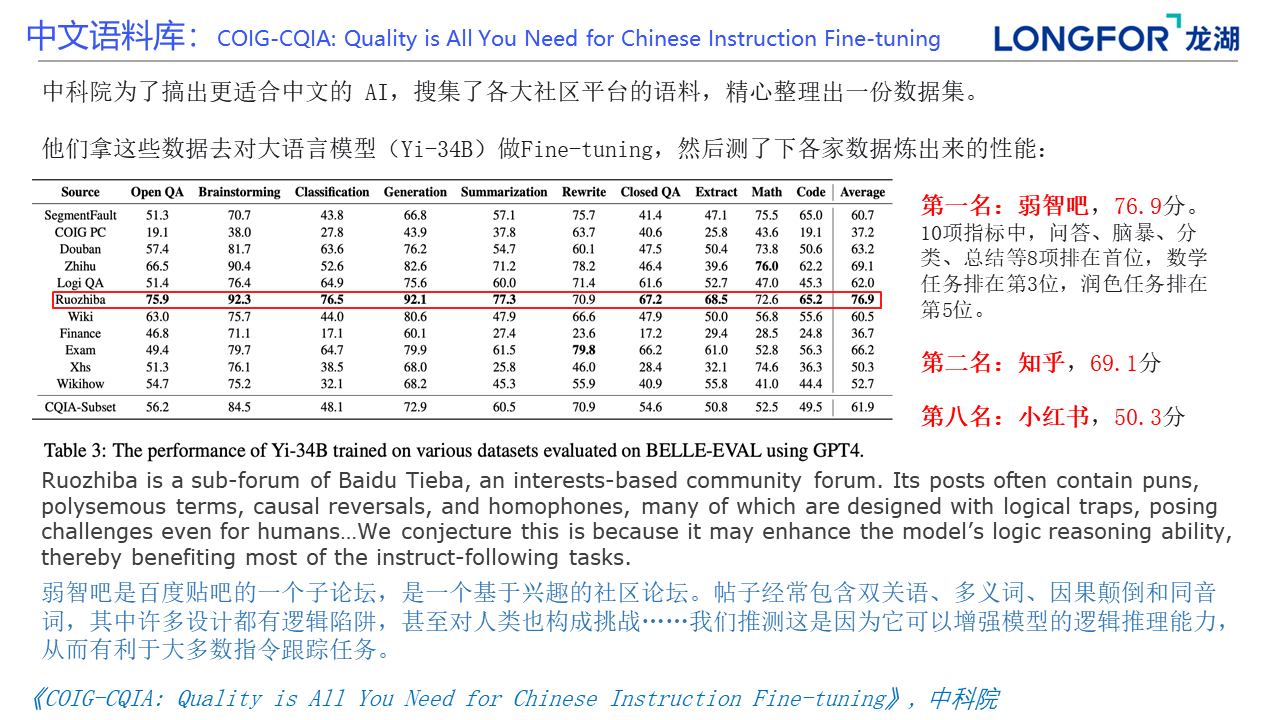 中文语料库：COIG-CQIA: Quality is All You Need for Chinese Instruction Fine-tuning
LONGFOR 龙湖
中科院为了搞出更适合中文的 AI，搜集了各大社区平台的语料，精心整理出一份数据集。
他们拿这些数据去对大语言模型（Yi-34B）做Fine-tuning，然后测了下各家数据炼出来的性能：
Source Open QA Brainstorming Classification Generation Summarization Rewrite Closed QA Extract Math Code Average
SegmentFault 51.3 70.7 43.8 66.8 57.1 75.7 41.4 47.1 75.5 65.0 60.7
COIG PC 19.1 38.0 27.8 43.9 37.8 63.7 40.6 25.8 43.6 19.1 37.2
Douban 57.4 81.7 63.6 76.2 54.7 60.1 47.5 50.4 73.8 50.6 63.2
Zhihu 66.5 90.4 52.6 82.6 71.2 78.2 46.4 39.6 76.0 62.2 69.1
Logi QA 51.4 76.4 64.9 75.6 60.0 71.4 61.6 52.7 47.0 45.3 62.0
Ruozhiba 75.9 92.3 76.5 92.1 77.3 70.9 67.2 68.5 72.6 65.2 76.9
Wiki 63.0 75.7 44.0 80.6 47.9 66.6 47.9 50.0 56.8 55.6 60.5
Finance 46.8 71.1 17.1 60.1 27.4 23.6 17.2 29.4 28.5 24.8 36.7
Exam 49.4 79.7 64.7 79.9 61.5 79.8 66.2 61.0 52.8 56.3 66.2
Xhs 51.3 76.1 38.5 68.0 25.8 46.0 28.4 32.1 74.6 36.3 50.3
Wikihow 54.7 75.2 32.1 68.2 45.3 55.9 40.9 55.8 41.0 44.4 52.7
CQIA-Subset 56.2 84.5 48.1 72.9 60.5 70.9 54.6 50.8 52.5 49.5 61.9
Table 3: The performance of Yi-34B trained on various datasets evaluated on BELLE-EVAL using GPT4.
第一名：弱智吧，76.9分。
10项指标中，问答、脑暴、分
类、总结等8项排在首位，数学
任务排在第3位，润色任务排在
第5位。
第二名：知乎，69.1分
第八名：小红书，50.3分
Ruozhiba is a sub-forum of Baidu Tieba, an interests-based community forum. Its posts often contain puns,
polysemous terms, causal reversals, and homophones, many of which are designed with logical traps, posing
challenges even for humans…We conjecture this is because it may enhance the model’s logic reasoning ability,
thereby benefiting most of the instruct-following tasks.
弱智吧是百度贴吧的一个子论坛，是一个基于兴趣的社区论坛。帖子经常包含双关语、多义词、因果颠倒和同音
词，其中许多设计都有逻辑陷阱，甚至对人类也构成挑战……我们推测这是因为它可以增强模型的逻辑推理能力，
从而有利于大多数指令跟踪任务。
《COIG-CQIA: Quality is All You Need for Chinese Instruction Fine-tuning》，中科院